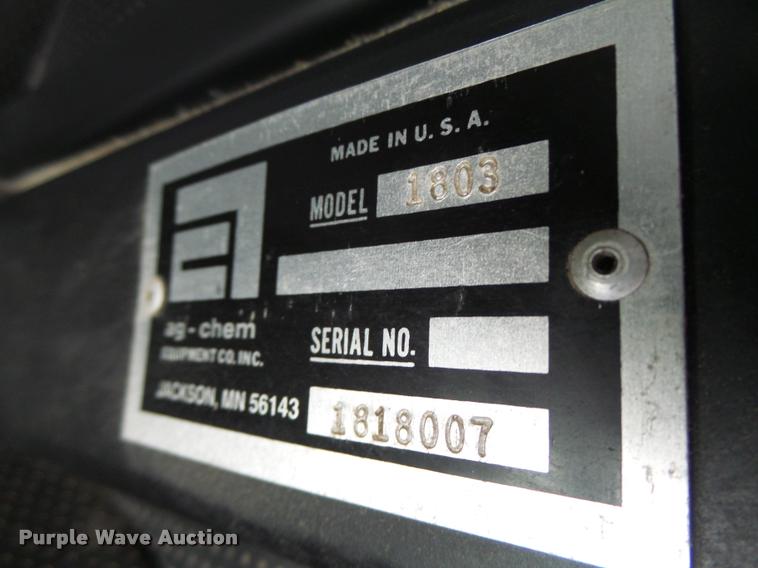 MADE IN U.S.A.
MODEL 1803
ag-chem
EQUIPMENT CO. INC.
SERIAL NO.
JACKSON, MN 56143
1818007
Purple Wave Auction